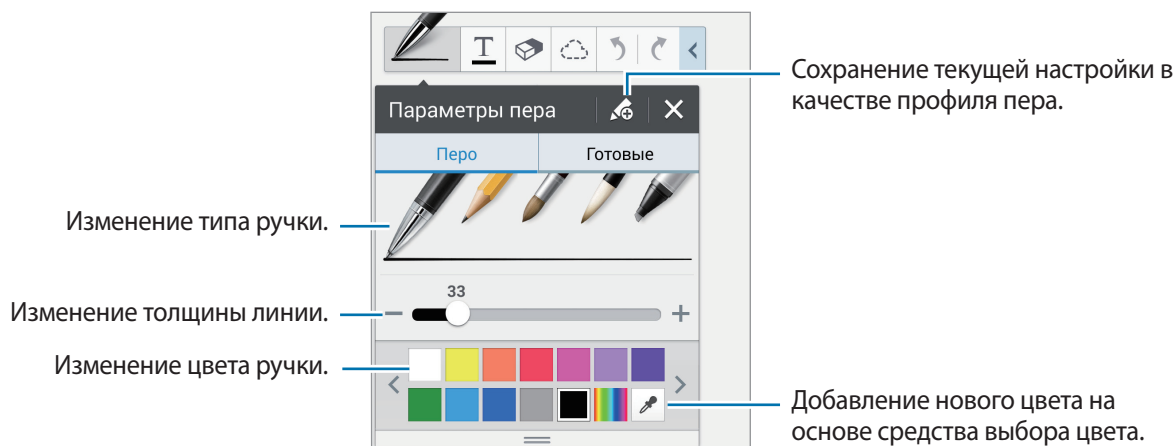 T
Сохранение текущей настройки в
качестве профиля пера.
Параметры пера
Перо
Готовые
Изменение типа ручки.
33
Изменение толщины линии.
Изменение цвета ручки.
Добавление нового цвета на
основе средства выбора цвета.